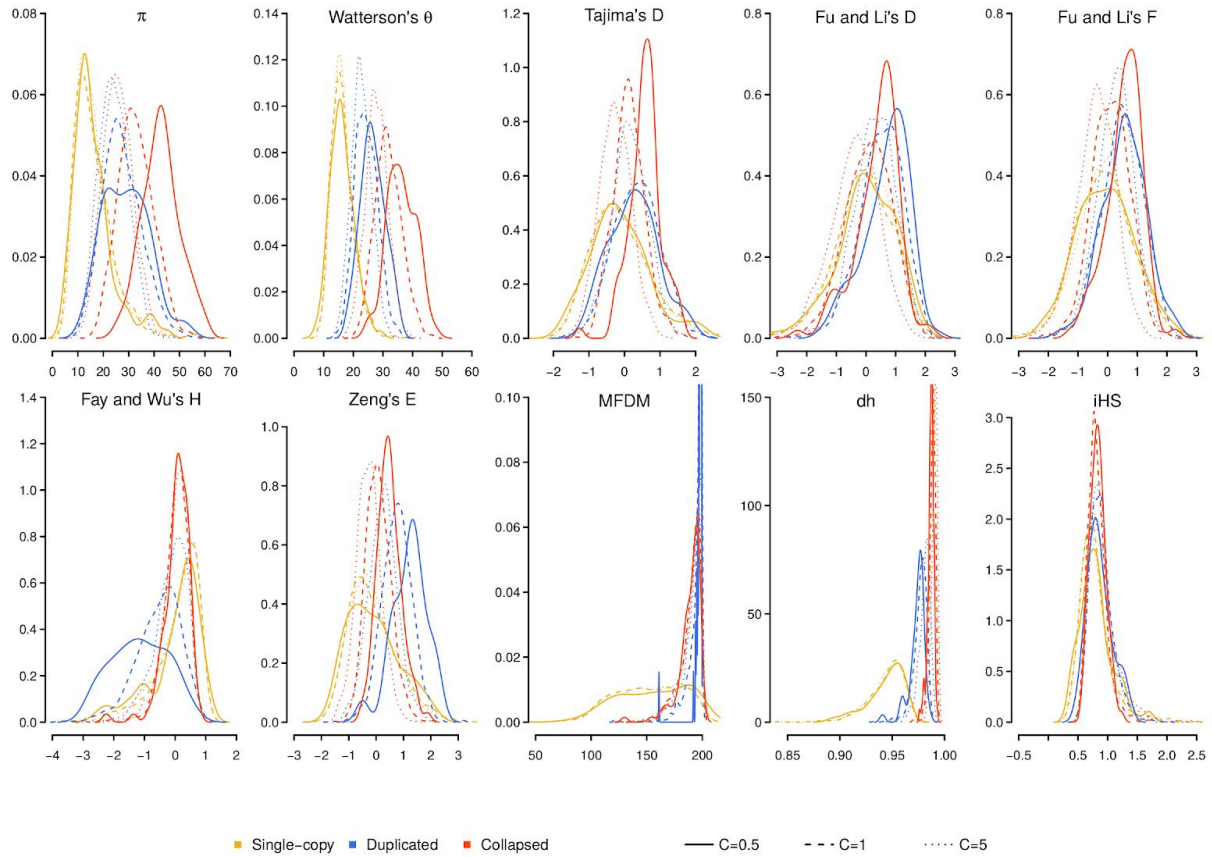 π
0.08
0.06
0.04
0.02
0.00
0 10 20 30 40 50 60 70
Watterson's θ
0.14
0.12
0.10
0.08
0.06
0.04
0.02
0.00
0 10 20 30 40 50 60
Tajima's D
1.2
1.0
0.8
0.6
0.4
0.2
0.0
−2 −1 0 1 2
Fu and Li's D
0.8
0.6
0.4
0.2
0.0
−3 −2 −1 0 1 2 3
Fu and Li's F
0.8
0.6
0.4
0.2
0.0
−3 −2 −1 0 1 2 3
Fay and Wu's H
1.4
1.2
1.0
0.8
0.6
0.4
0.2
0.0
−4 −3 −2 −1 0 1 2
Zeng's E
1.0
0.8
0.6
0.4
0.2
0.0
−3 −2 −1 0 1 2 3
MFDM
0.10
0.08
0.06
0.04
0.02
0.00
50 100 150 200
dh
150
100
50
0.85 0.90 0.95 1.00
iHS
3.0
2.5
2.0
1.5
1.0
0.5
0.0
−0.5 0.5 1.0 1.5 2.0 2.5
Single−copy Duplicated Collapsed C=0.5 C=1 C=5